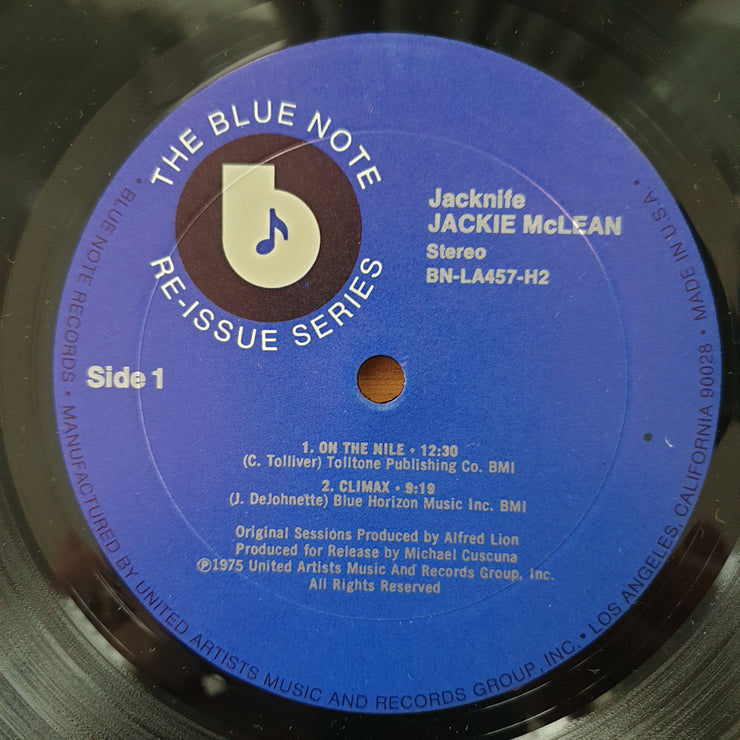 THE BLUE NOTE
RE-ISSUE SERIES
b
Jacknife
JACKIE McLEAN
Stereo
BN-LA457-H2
Side 1
1. ON THE NILE • 12:30
(C. Tolliver) Tolltone Publishing Co. BMI
2. CLIMAX • 9:19
(J. DeJohnette) Blue Horizon Music Inc. BMI
Original Sessions Produced by Alfred Lion
Produced for Release by Michael Cuscuna
℗1975 United Artists Music And Records Group, Inc.
All Rights Reserved
• BLUE NOTE RECORDS • MANUFACTURED BY UNITED ARTISTS MUSIC AND RECORDS GROUP, INC. • LOS ANGELES, CALIFORNIA 90028 • MADE IN U.S.A. •